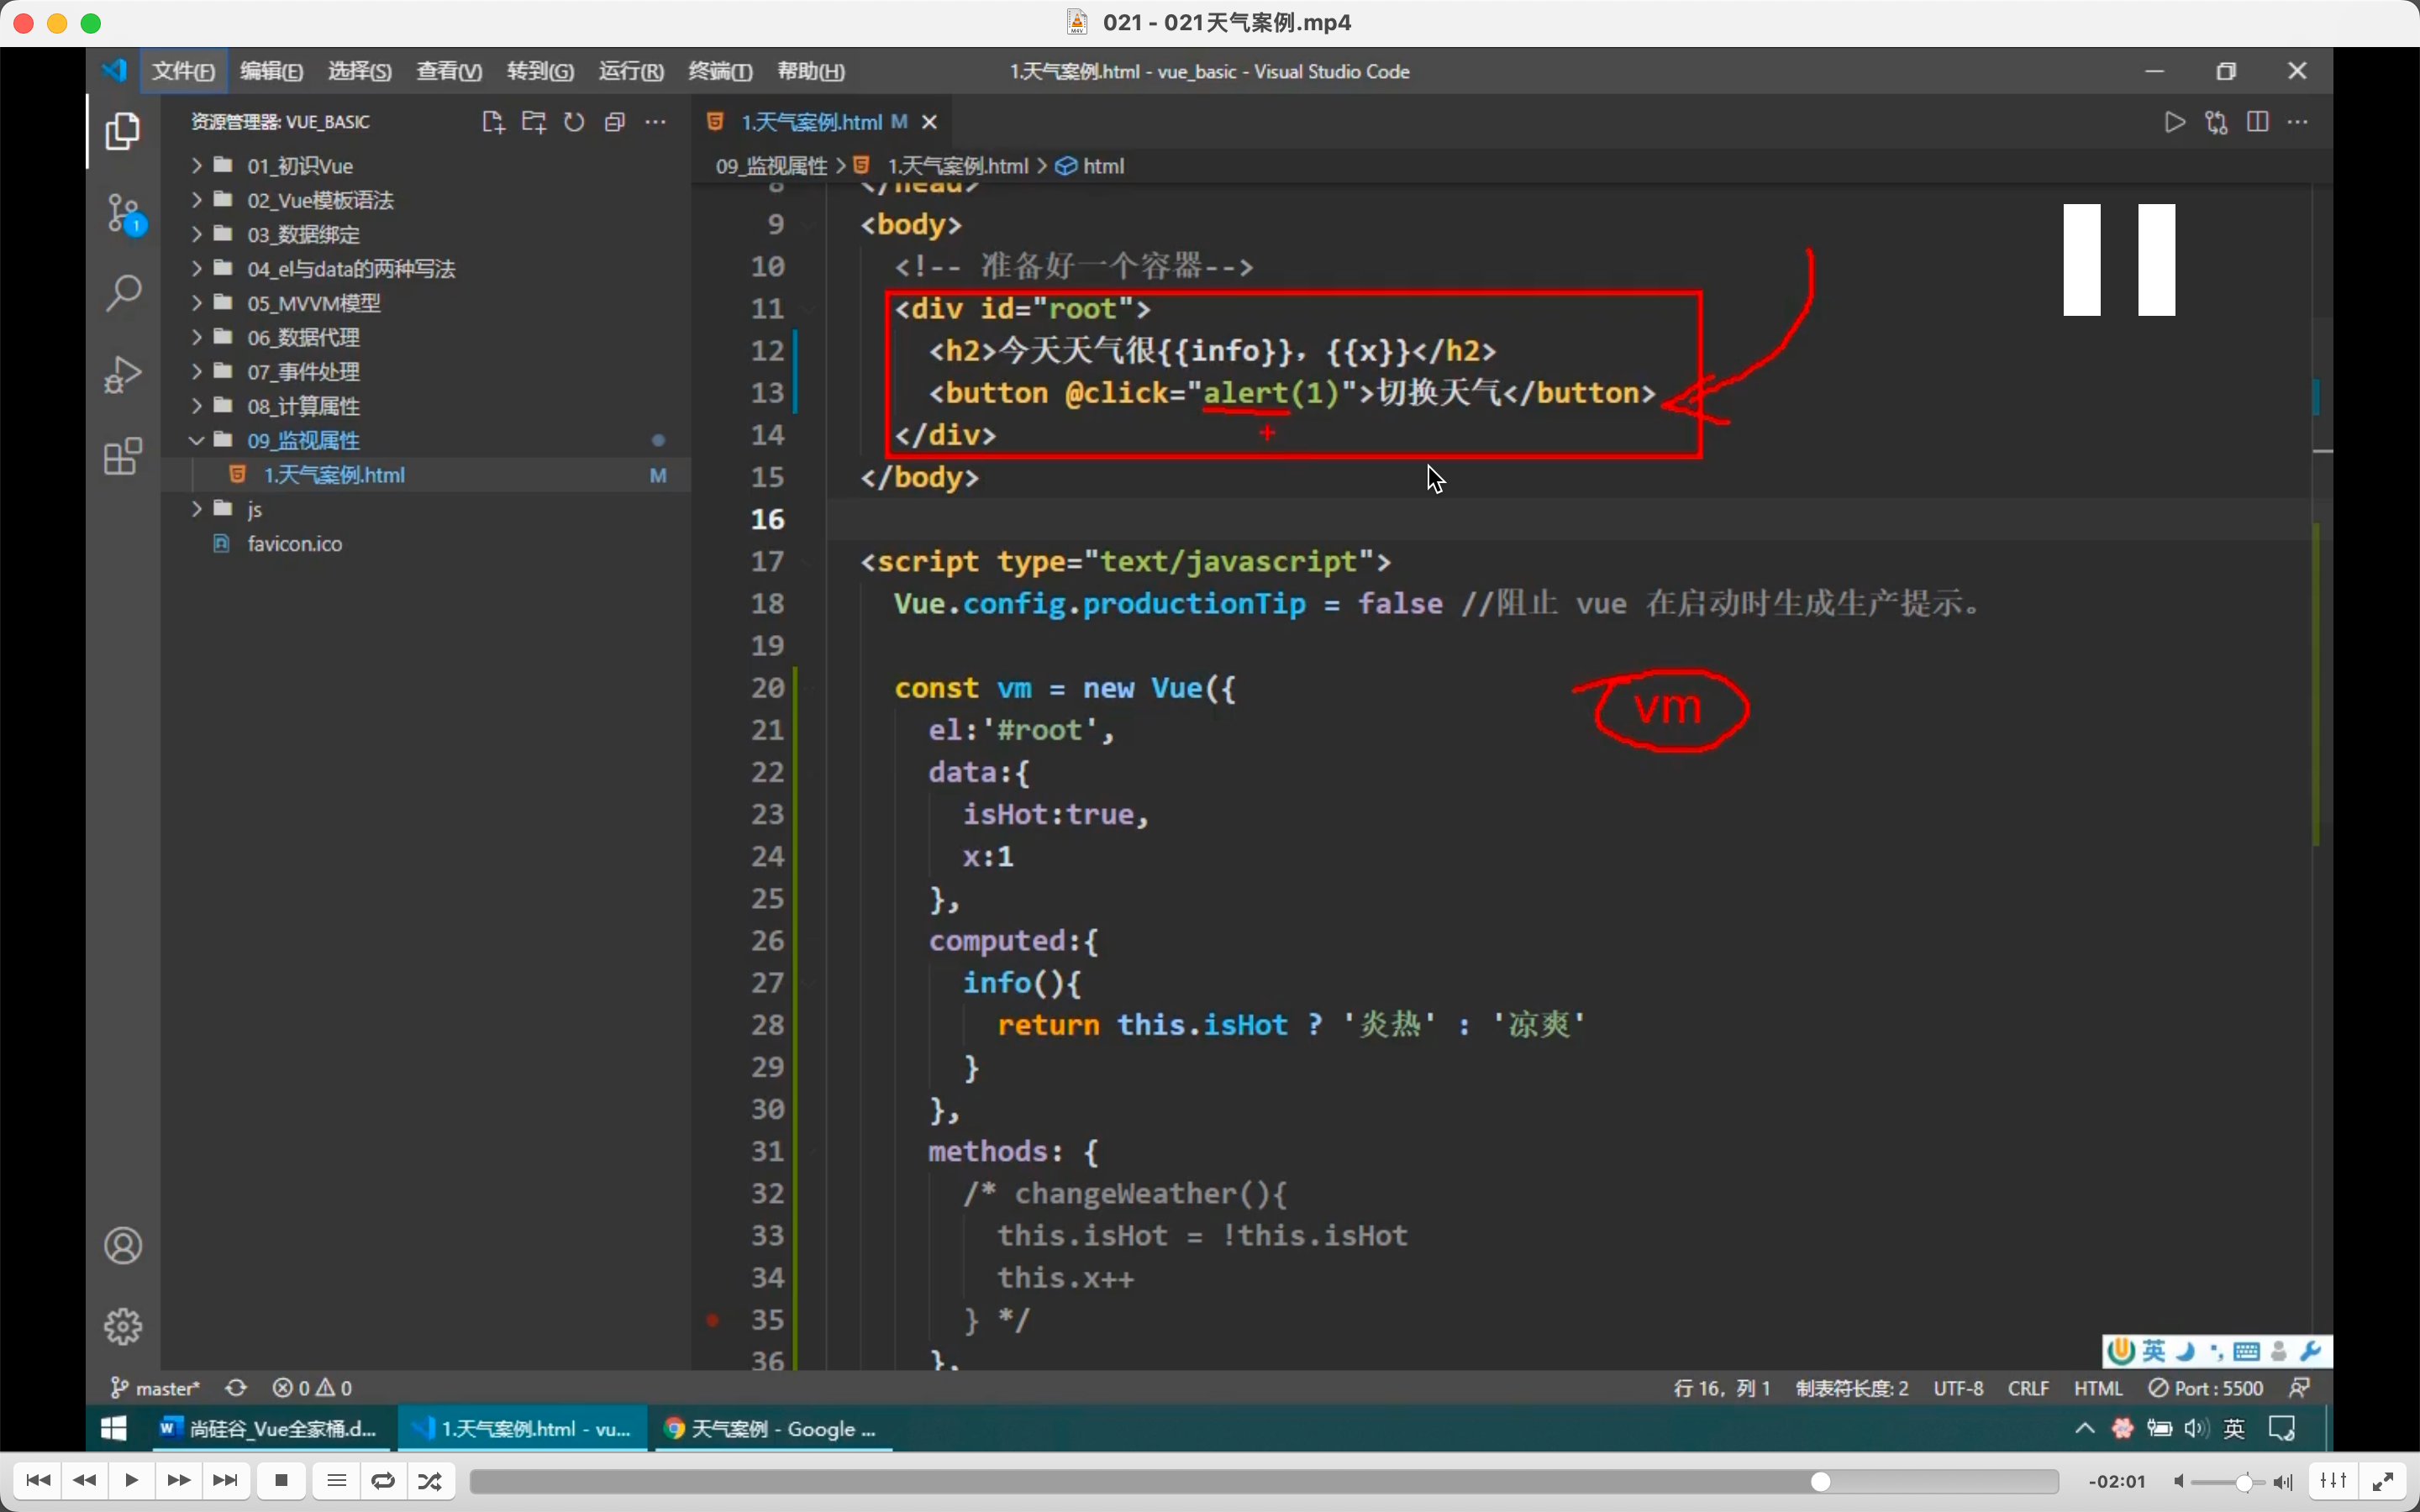 021 - 021天气案例.mp4
文件(F) 编辑(E) 选择(S) 查看(V) 转到(G) 运行(R) 终端(T) 帮助(H)
1.天气案例.html - vue_basic - Visual Studio Code
资源管理器: VUE_BASIC
01_初识Vue
02_Vue模板语法
03_数据绑定
04_el与data的两种写法
05_MVVM模型
06_数据代理
07_事件处理
08_计算属性
09_监视属性
1.天气案例.html M
js
favicon.ico
1
1.天气案例.html M
09_监视属性 > 1.天气案例.html > html
8 </head>
9 <body>
10 <!-- 准备好一个容器-->
11 <div id="root">
12 <h2>今天天气很{{info}}，{{x}}</h2>
13 <button @click="alert(1)">切换天气</button>
14 </div>
15 </body>
16
17 <script type="text/javascript">
18 Vue.config.productionTip = false //阻止 vue 在启动时生成生产提示。
19
20 const vm = new Vue({
vm
21 el:'#root',
22 data:{
23 isHot:true,
24 x:1
25 },
26 computed:{
27 info(){
28 return this.isHot ? '炎热' : '凉爽'
29 }
30 },
31 methods: {
32 /* changeWeather(){
33 this.isHot = !this.isHot
34 this.x++
35 } */
36 },
英
master* 0 0
行 16，列 1 制表符长度: 2 UTF-8 CRLF HTML Port : 5500
尚硅谷_Vue全家桶.d... 1.天气案例.html - vu... 天气案例 - Google ... 英
-02:01